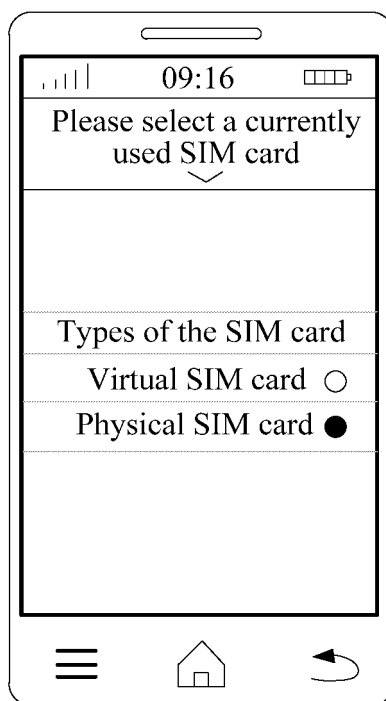 09:16
Please select a currently
used SIM card
Types of the SIM card
Virtual SIM card
Physical SIM card